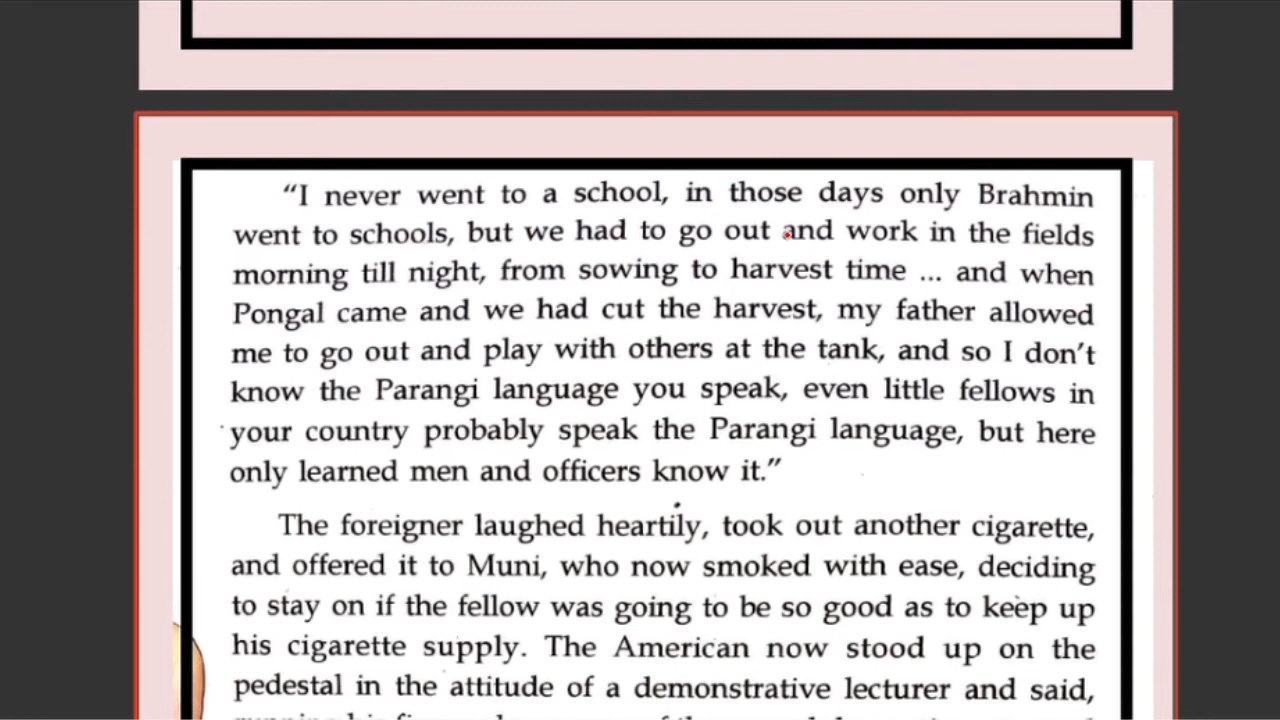 “I never went to a school, in those days only Brahmin
went to schools, but we had to go out and work in the fields
morning till night, from sowing to harvest time ... and when
Pongal came and we had cut the harvest, my father allowed
me to go out and play with others at the tank, and so I don’t
know the Parangi language you speak, even little fellows in
your country probably speak the Parangi language, but here
only learned men and officers know it.”
The foreigner laughed heartily, took out another cigarette,
and offered it to Muni, who now smoked with ease, deciding
to stay on if the fellow was going to be so good as to keep up
his cigarette supply. The American now stood up on the
pedestal in the attitude of a demonstrative lecturer and said,